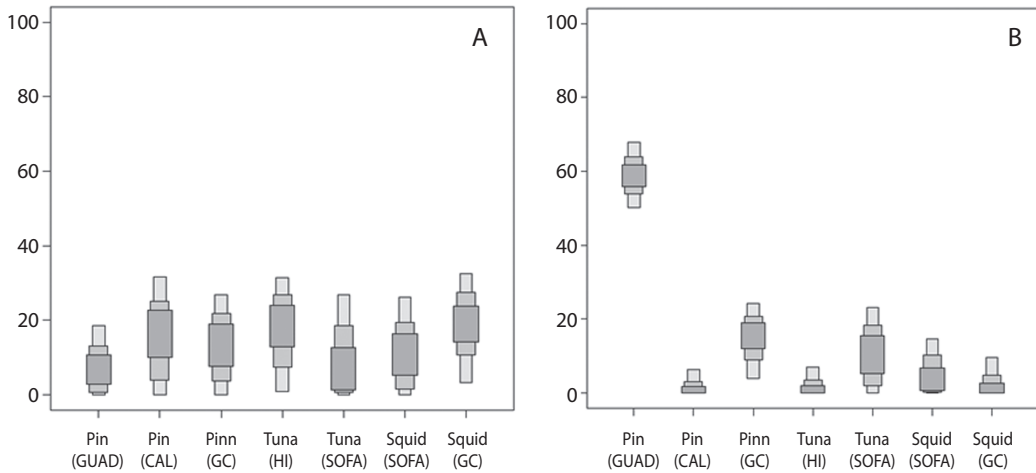 A
100
80
60
40
20
0
Pin Pin Pinn Tuna Tuna Squid Squid
(GUAD) (CAL) (GC) (HI) (SOFA) (SOFA) (GC)
B
100
80
60
40
20
0
Pin Pin Pinn Tuna Tuna Squid Squid
(GUAD) (CAL) (GC) (HI) (SOFA) (SOFA) (GC)